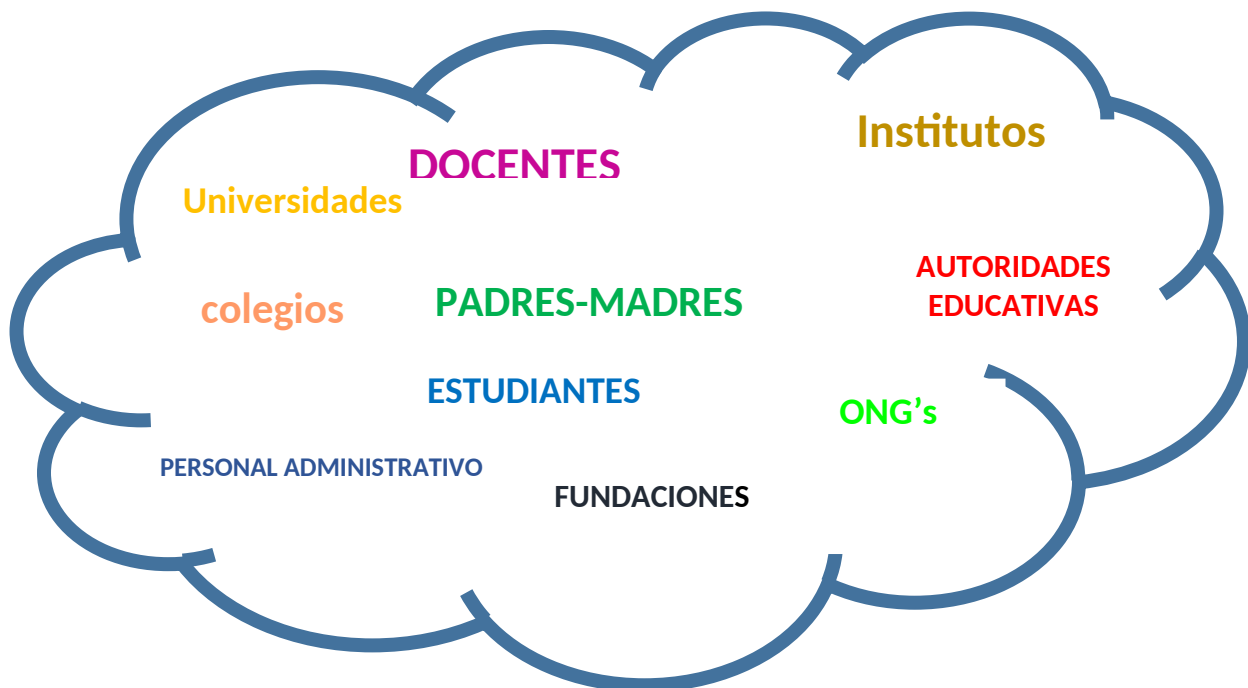 Institutos
DOCENTES
Universidades
AUTORIDADES
EDUCATIVAS
colegios
PADRES-MADRES
ESTUDIANTES
ONG’s
PERSONAL ADMINISTRATIVO
FUNDACIONES